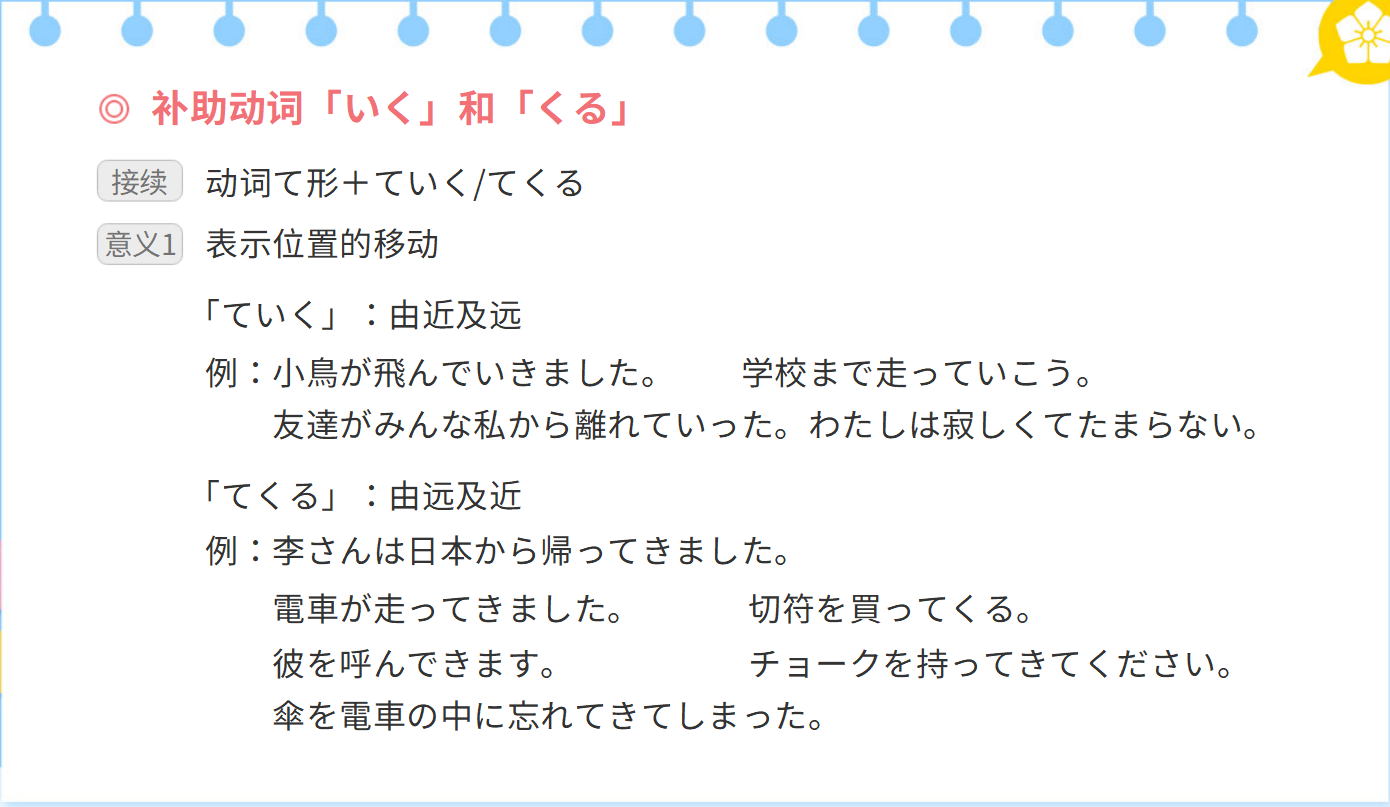 ◎ 补助动词「いく」和「くる」
接续 动词て形＋ていく/てくる
意义1 表示位置的移动
「ていく」：由近及远
例：小鳥が飛んでいきました。 学校まで走っていこう。
友達がみんな私から離れていった。わたしは寂しくてたまらない。
「てくる」：由远及近
例：李さんは日本から帰ってきました。
電車が走ってきました。 切符を買ってくる。
彼を呼んできます。 チョークを持ってきてください。
傘を電車の中に忘れてきてしまった。